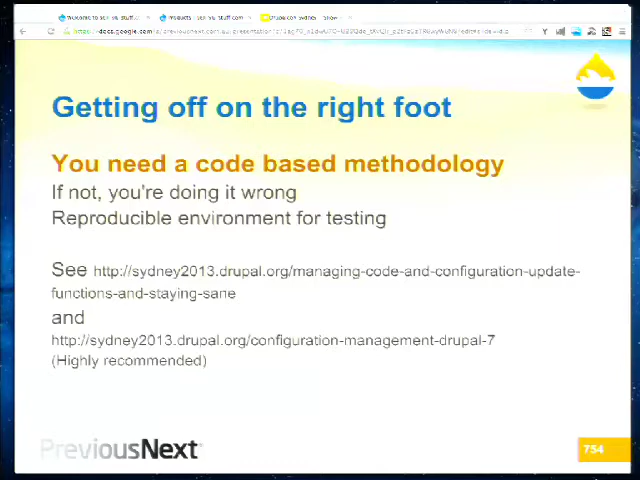 Getting off on the right foot
You need a code based methodology
If not, you're doing it wrong
Reproducible environment for testing
See http://sydney2013.drupal.org/managing-code-and-configuration-update-
functions-and-staying-sane
and
http://sydney2013.drupal.org/configuration-management-drupal-7
(Highly recommended)
PreviousNext
754